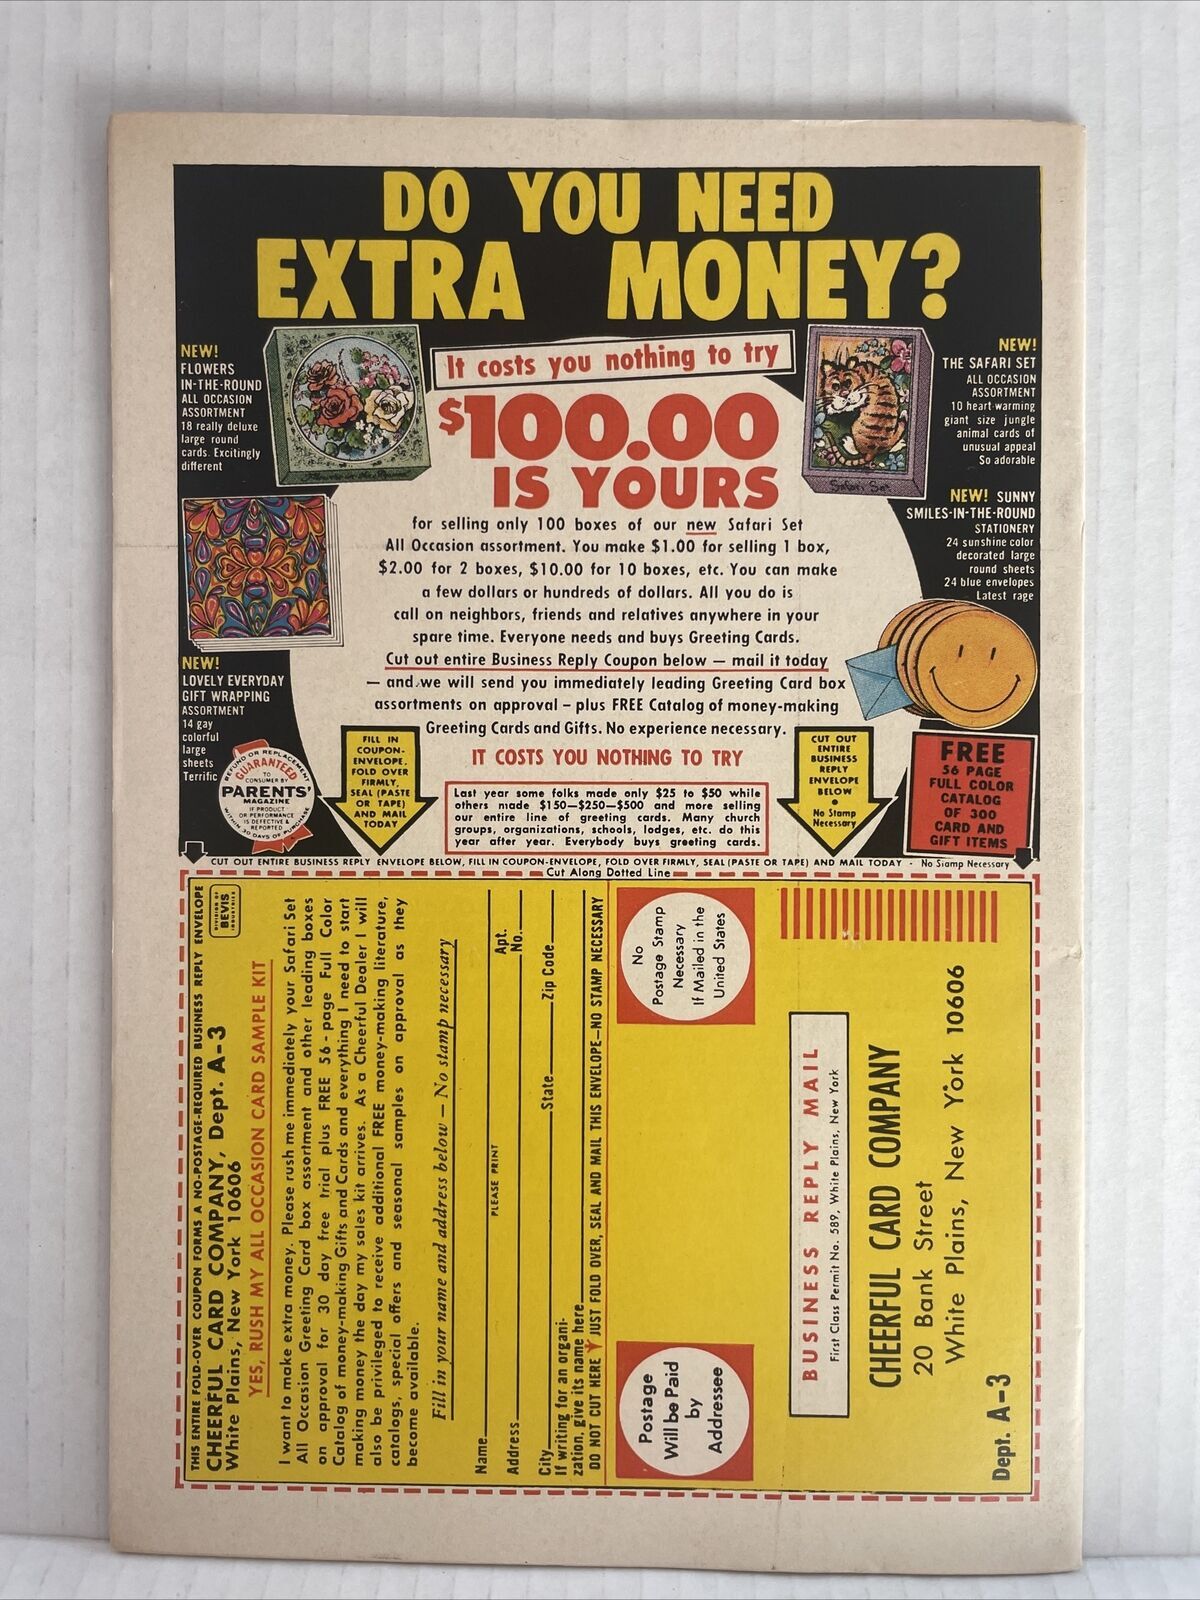 DO YOU NEED
EXTRA MONEY?
It costs you nothing to try
$100.00
IS YOURS
NEW!
FLOWERS
IN-THE-ROUND
ALL OCCASION
ASSORTMENT
18 really deluxe
large round
cards. Excitingly
different
NEW!
THE SAFARI SET
ALL OCCASION
ASSORTMENT
10 heart-warming
giant size jungle
animal cards of
unusual appeal
So adorable
Safari Set
NEW! SUNNY
SMILES-IN-THE-ROUND
STATIONERY
24 sunshine color
decorated large
round sheets
24 blue envelopes
Latest rage
for selling only 100 boxes of our new Safari Set
All Occasion assortment. You make $1.00 for selling 1 box,
$2.00 for 2 boxes, $10.00 for 10 boxes, etc. You can make
a few dollars or hundreds of dollars. All you do is
call on neighbors, friends and relatives anywhere in your
spare time. Everyone needs and buys Greeting Cards.
Cut out entire Business Reply Coupon below — mail it today
— and we will send you immediately leading Greeting Card box
assortments on approval – plus FREE Catalog of money-making
Greeting Cards and Gifts. No experience necessary.
IT COSTS YOU NOTHING TO TRY
NEW!
LOVELY EVERYDAY
GIFT WRAPPING
ASSORTMENT
14 gay
colorful
large
sheets
Terrific
REFUND OR REPLACEMENT
GUARANTEED
TO
CONSUMER BY
PARENTS'
MAGAZINE
IF PRODUCT
OR PERFORMANCE
IS DEFECTIVE &
REPORTED
WITHIN 30 DAYS OF PURCHASE
FILL IN
COUPON-
ENVELOPE,
FOLD OVER
FIRMLY,
SEAL (PASTE
OR TAPE)
AND MAIL
TODAY
Last year some folks made only $25 to $50 while
others made $150—$250—$500 and more selling
our entire line of greeting cards. Many church
groups, organizations, schools, lodges, etc. do this
year after year. Everybody buys greeting cards.
CUT OUT
ENTIRE
BUSINESS
REPLY
ENVELOPE
BELOW
•
No Stamp
Necessary
FREE
56 PAGE
FULL COLOR
CATALOG
OF 300
CARD AND
GIFT ITEMS
CUT OUT ENTIRE BUSINESS REPLY ENVELOPE BELOW, FILL IN COUPON-ENVELOPE, FOLD OVER FIRMLY, SEAL (PASTE OR TAPE) AND MAIL TODAY - No Stamp Necessary
Cut Along Dotted Line
THIS ENTIRE FOLD-OVER COUPON FORMS A NO-POSTAGE-REQUIRED BUSINESS REPLY ENVELOPE
CHEERFUL CARD COMPANY, Dept. A-3
White Plains, New York 10606
DIVISION OF
BEVIS
INDUSTRIES
YES, RUSH MY ALL OCCASION CARD SAMPLE KIT
I want to make extra money. Please rush me immediately your Safari Set
All Occasion Greeting Card box assortment and other leading boxes
on approval for 30 day free trial plus FREE 56-page Full Color
Catalog of money-making Gifts and Cards and everything I need to start
making money the day my sales kit arrives. As a Cheerful Dealer I will
also be privileged to receive additional FREE money-making literature,
catalogs, special offers and seasonal samples on approval as they
become available.
Fill in your name and address below – No stamp necessary
Name
PLEASE PRINT
Address
Apt.
No.
City
State
Zip Code
If writing for an organi-
zation, give its name here
DO NOT CUT HERE JUST FOLD OVER, SEAL AND MAIL THIS ENVELOPE—NO STAMP NECESSARY
No
Postage Stamp
Necessary
If Mailed in the
United States
Postage
Will be Paid
by
Addressee
BUSINESS REPLY MAIL
First Class Permit No. 589, White Plains, New York
CHEERFUL CARD COMPANY
20 Bank Street
White Plains, New York 10606
Dept. A-3